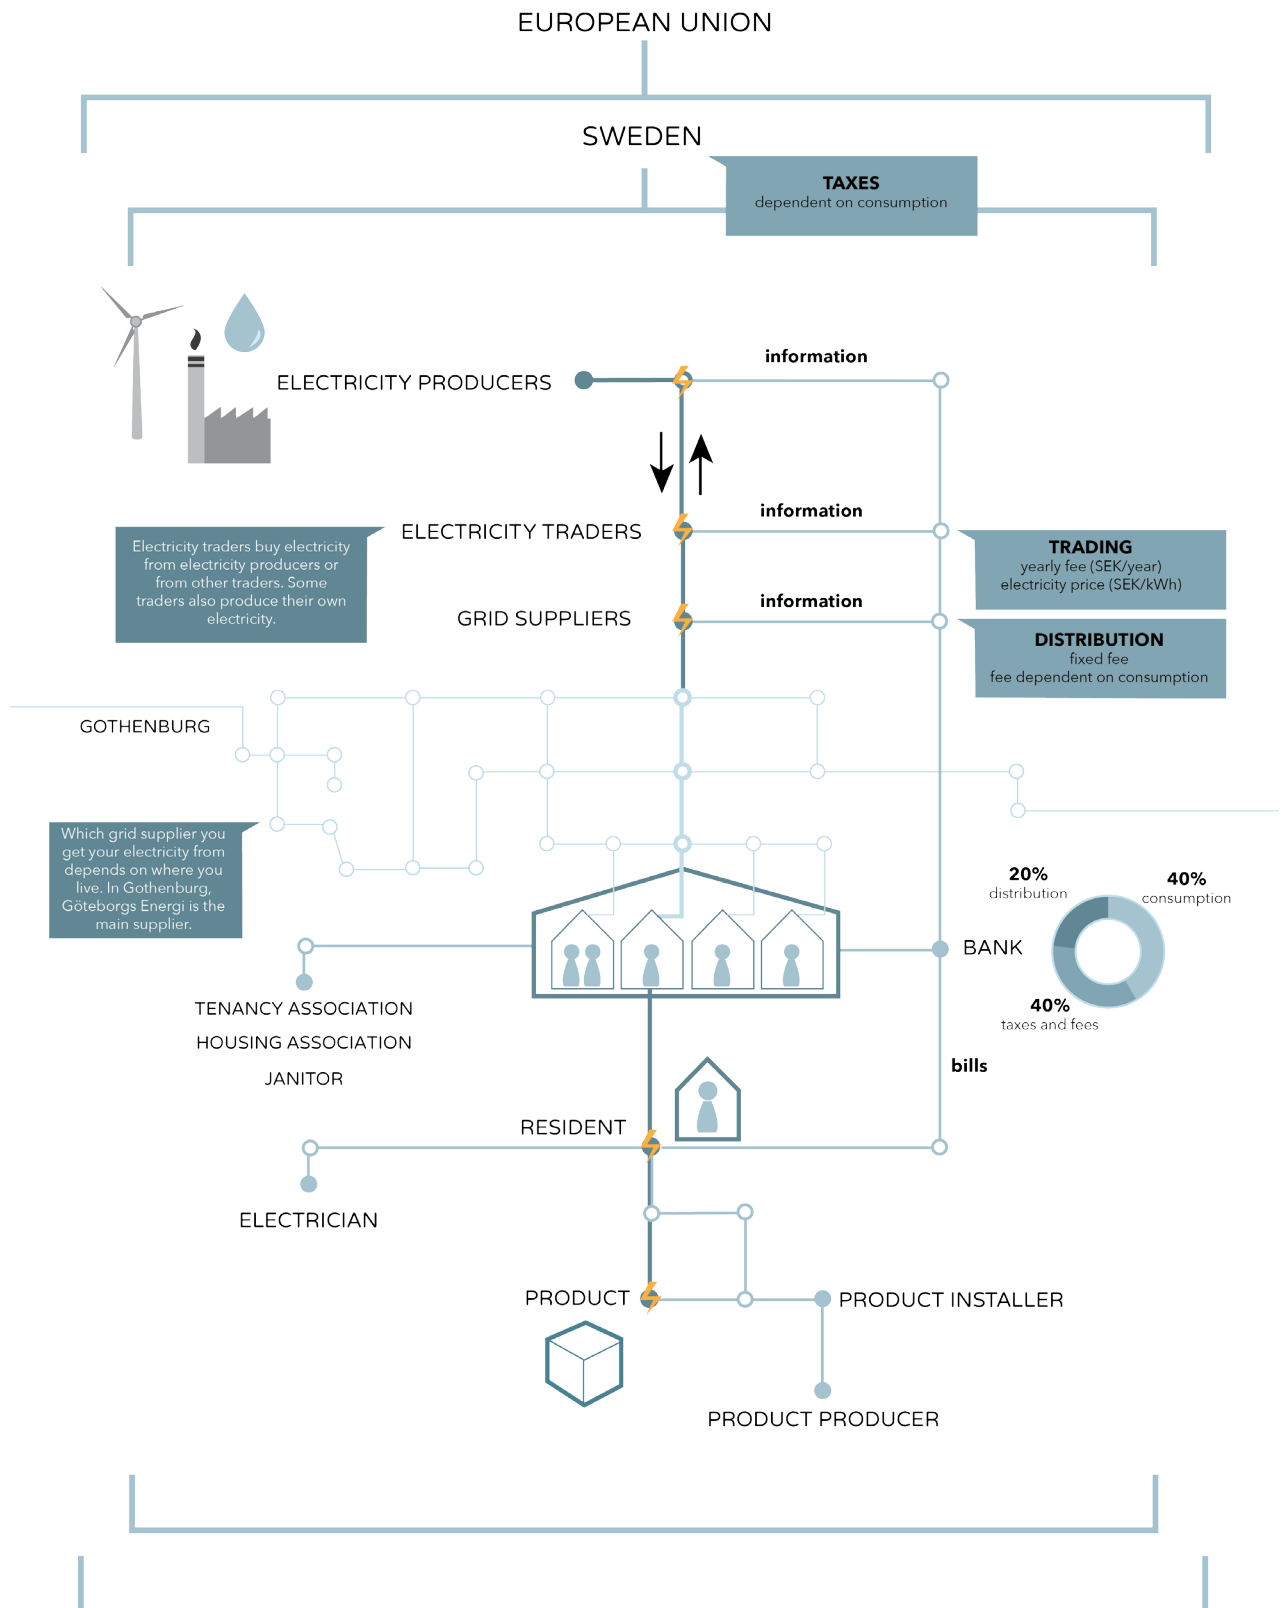 EUROPEAN UNION
SWEDEN
TAXES
dependent on consumption
information
ELECTRICITY PRODUCERS
information
ELECTRICITY TRADERS
Electricity traders buy electricity
from electricity producers or
from other traders. Some
traders also produce their own
electricity.
TRADING
yearly fee (SEK/year)
electricity price (SEK/kWh)
information
GRID SUPPLIERS
DISTRIBUTION
fixed fee
fee dependent on consumption
GOTHENBURG
Which grid supplier you
get your electricity from
depends on where you
live. In Gothenburg,
Göteborgs Energi is the
main supplier.
20%
distribution
40%
consumption
BANK
40%
taxes and fees
TENANCY ASSOCIATION
HOUSING ASSOCIATION
JANITOR
bills
RESIDENT
ELECTRICIAN
PRODUCT
PRODUCT INSTALLER
PRODUCT PRODUCER